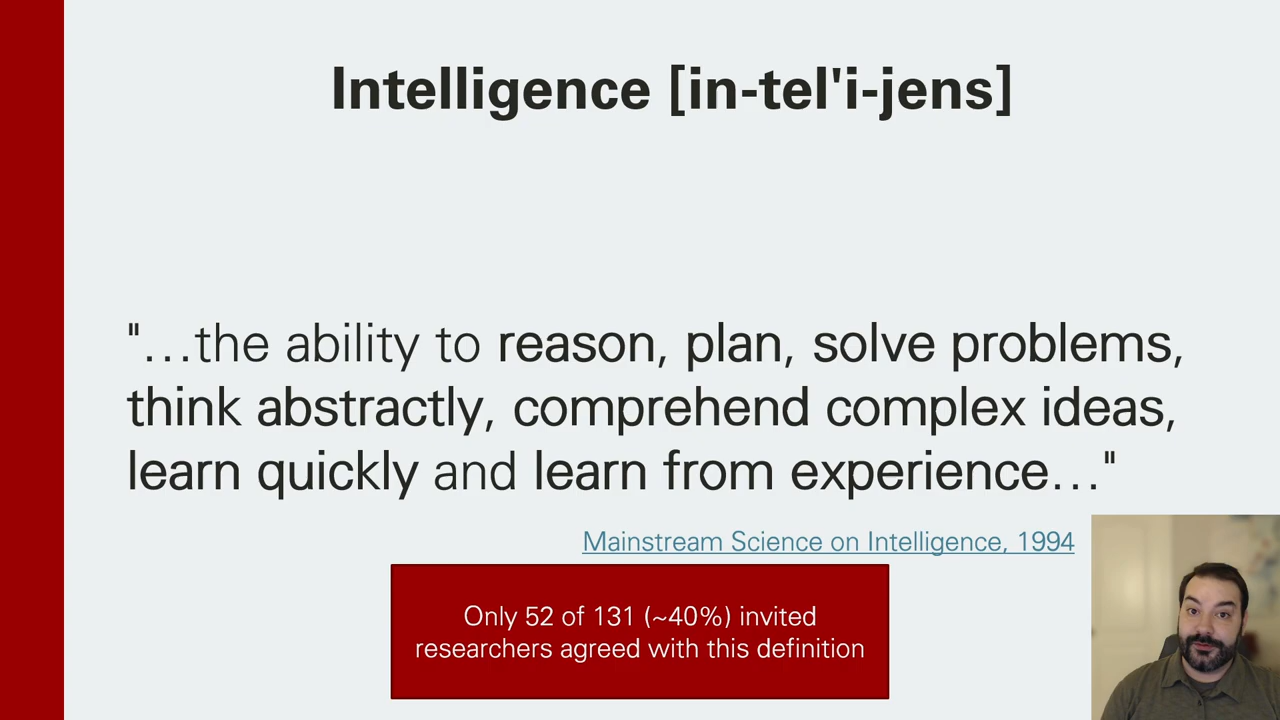 Intelligence [in-tel'i-jens]
"…the ability to reason, plan, solve problems,
think abstractly, comprehend complex ideas,
learn quickly and learn from experience…"
Mainstream Science on Intelligence, 1994
Only 52 of 131 (~40%) invited
researchers agreed with this definition